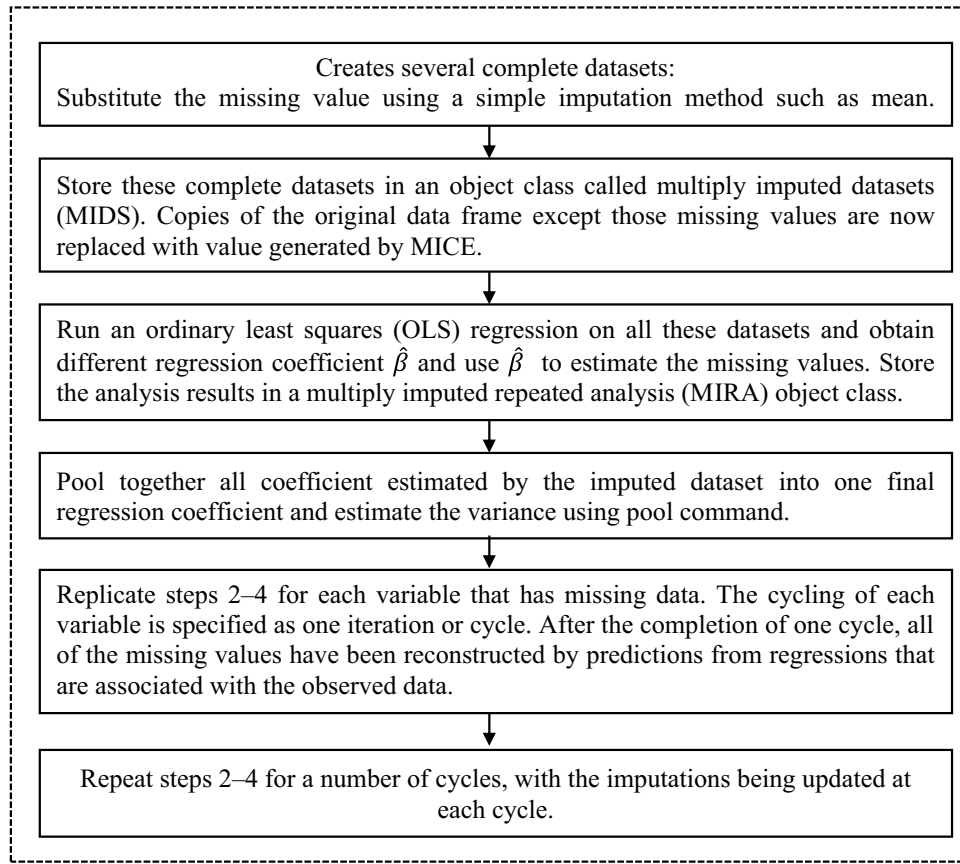 Creates several complete datasets:
Substitute the missing value using a simple imputation method such as mean.
Store these complete datasets in an object class called multiply imputed datasets
(MIDS). Copies of the original data frame except those missing values are now
replaced with value generated by MICE.
Run an ordinary least squares (OLS) regression on all these datasets and obtain
different regression coefficient β̂ and use β̂ to estimate the missing values. Store
the analysis results in a multiply imputed repeated analysis (MIRA) object class.
Pool together all coefficient estimated by the imputed dataset into one final
regression coefficient and estimate the variance using pool command.
Replicate steps 2–4 for each variable that has missing data. The cycling of each
variable is specified as one iteration or cycle. After the completion of one cycle, all
of the missing values have been reconstructed by predictions from regressions that
are associated with the observed data.
Repeat steps 2–4 for a number of cycles, with the imputations being updated at
each cycle.